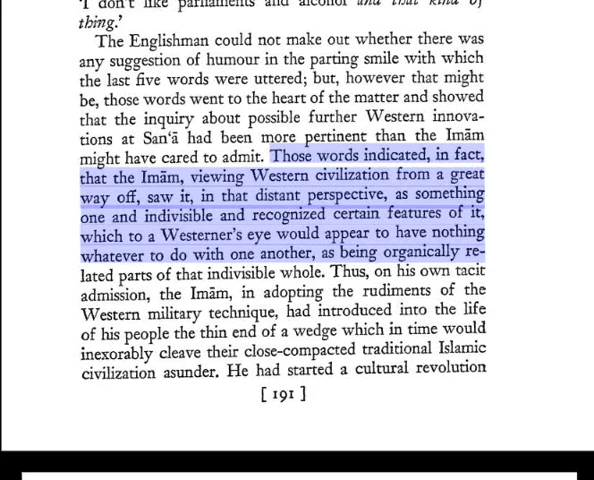 'I don't like parliaments and alcohol and that kind of
thing.'
The Englishman could not make out whether there was
any suggestion of humour in the parting smile with which
the last five words were uttered; but, however that might
be, those words went to the heart of the matter and showed
that the inquiry about possible further Western innova-
tions at San'ā had been more pertinent than the Imām
might have cared to admit. Those words indicated, in fact,
that the Imām, viewing Western civilization from a great
way off, saw it, in that distant perspective, as something
one and indivisible and recognized certain features of it,
which to a Westerner's eye would appear to have nothing
whatever to do with one another, as being organically re-
lated parts of that indivisible whole. Thus, on his own tacit
admission, the Imām, in adopting the rudiments of the
Western military technique, had introduced into the life
of his people the thin end of a wedge which in time would
inexorably cleave their close-compacted traditional Islamic
civilization asunder. He had started a cultural revolution
[ 191 ]